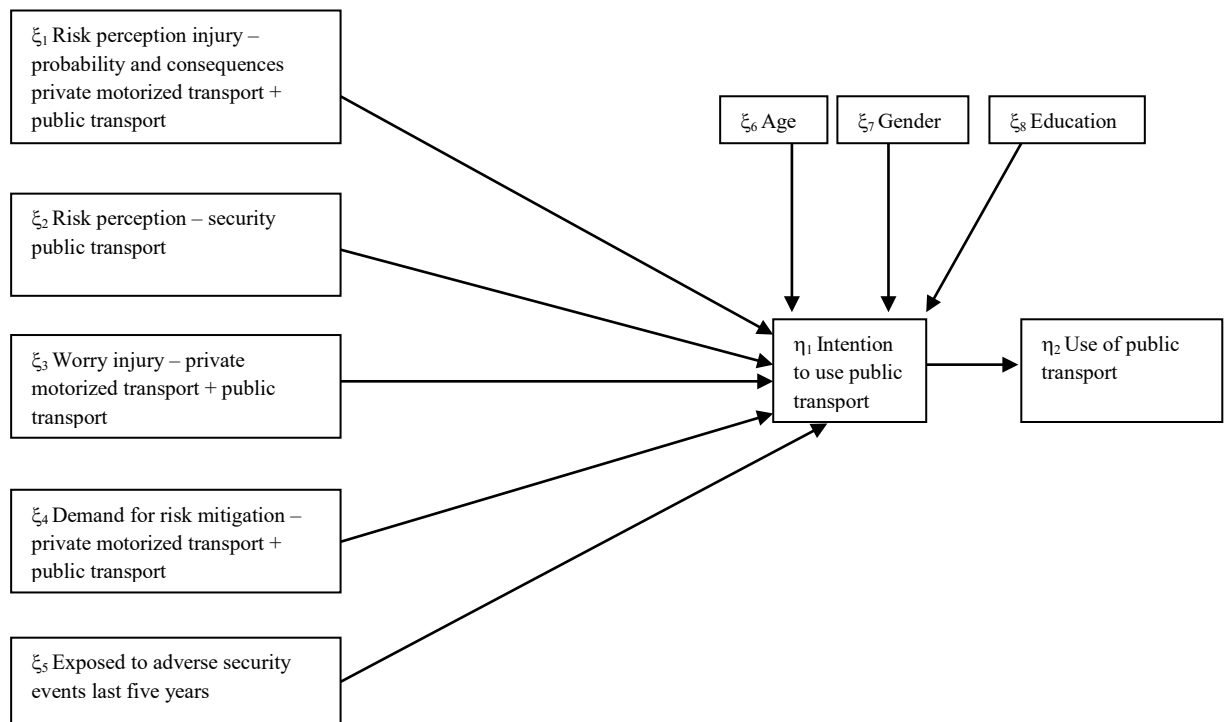 ξ₁ Risk perception injury –
probability and consequences
private motorized transport +
public transport
ξ₆ Age
ξ₇ Gender
ξ₈ Education
ξ₂ Risk perception – security
public transport
ξ₃ Worry injury – private
motorized transport + public
transport
η₁ Intention
to use public
transport
η₂ Use of public
transport
ξ₄ Demand for risk mitigation –
private motorized transport +
public transport
ξ₅ Exposed to adverse security
events last five years